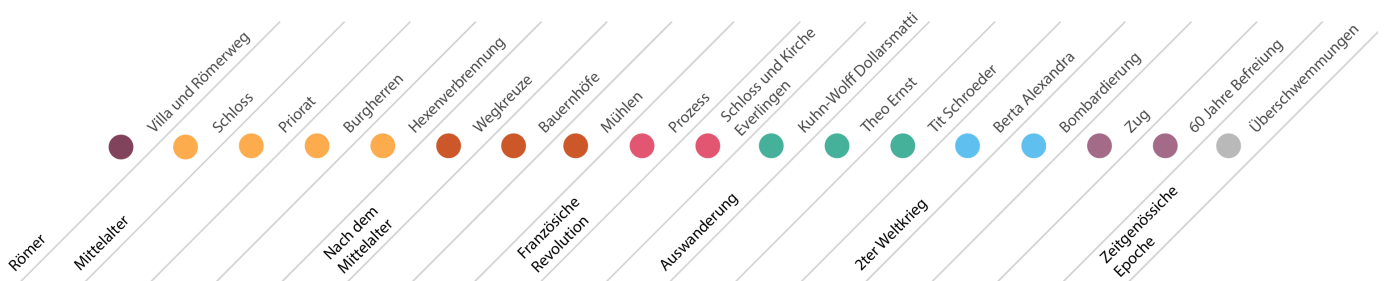 Villa und Römerweg
Schloss
Priorat
Burgherren
Hexenverbrennung
Wegkreuze
Bauernhöfe
Mühlen
Prozess
Schloss und Kirche
Everlingen
Kuhn-Wolff Dollarsmatti
Theo Ernst
Tit Schroeder
Berta Alexandra
Bombardierung
Zug
60 Jahre Befreiung
Überschwemmungen
Römer
Mittelalter
Nach dem
Mittelalter
Französiche
Revolution
Auswanderung
2ter Weltkrieg
Zeitgenössiche
Epoche